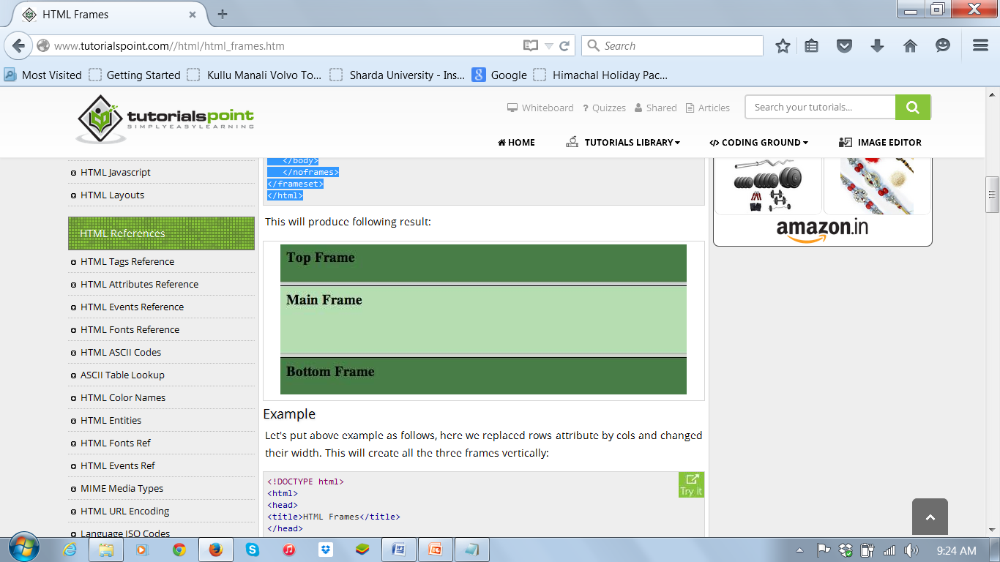 HTML Frames
www.tutorialspoint.com//html/html_frames.htm
Search
Most Visited Getting Started Kullu Manali Volvo To... Sharda University - Ins... Google Himachal Holiday Pac...
tutorialspoint
SIMPLYEASYLEARNING
Whiteboard ? Quizzes Shared Articles
Search your tutorials...
HOME TUTORIALS LIBRARY </> CODING GROUND IMAGE EDITOR
HTML Javascript
HTML Layouts
HTML References
HTML Tags Reference
HTML Attributes Reference
HTML Events Reference
HTML Fonts Reference
HTML ASCII Codes
ASCII Table Lookup
HTML Color Names
HTML Entities
HTML Fonts Ref
HTML Events Ref
MIME Media Types
HTML URL Encoding
Language ISO Codes
</body>
</noframes>
</frameset>
</html>
This will produce following result:
Top Frame
Main Frame
Bottom Frame
Example
Let's put above example as follows, here we replaced rows attribute by cols and changed
their width. This will create all the three frames vertically:
<!DOCTYPE html>
<html>
<head>
<title>HTML Frames</title>
</head>
Try it
amazon.in
9:24 AM